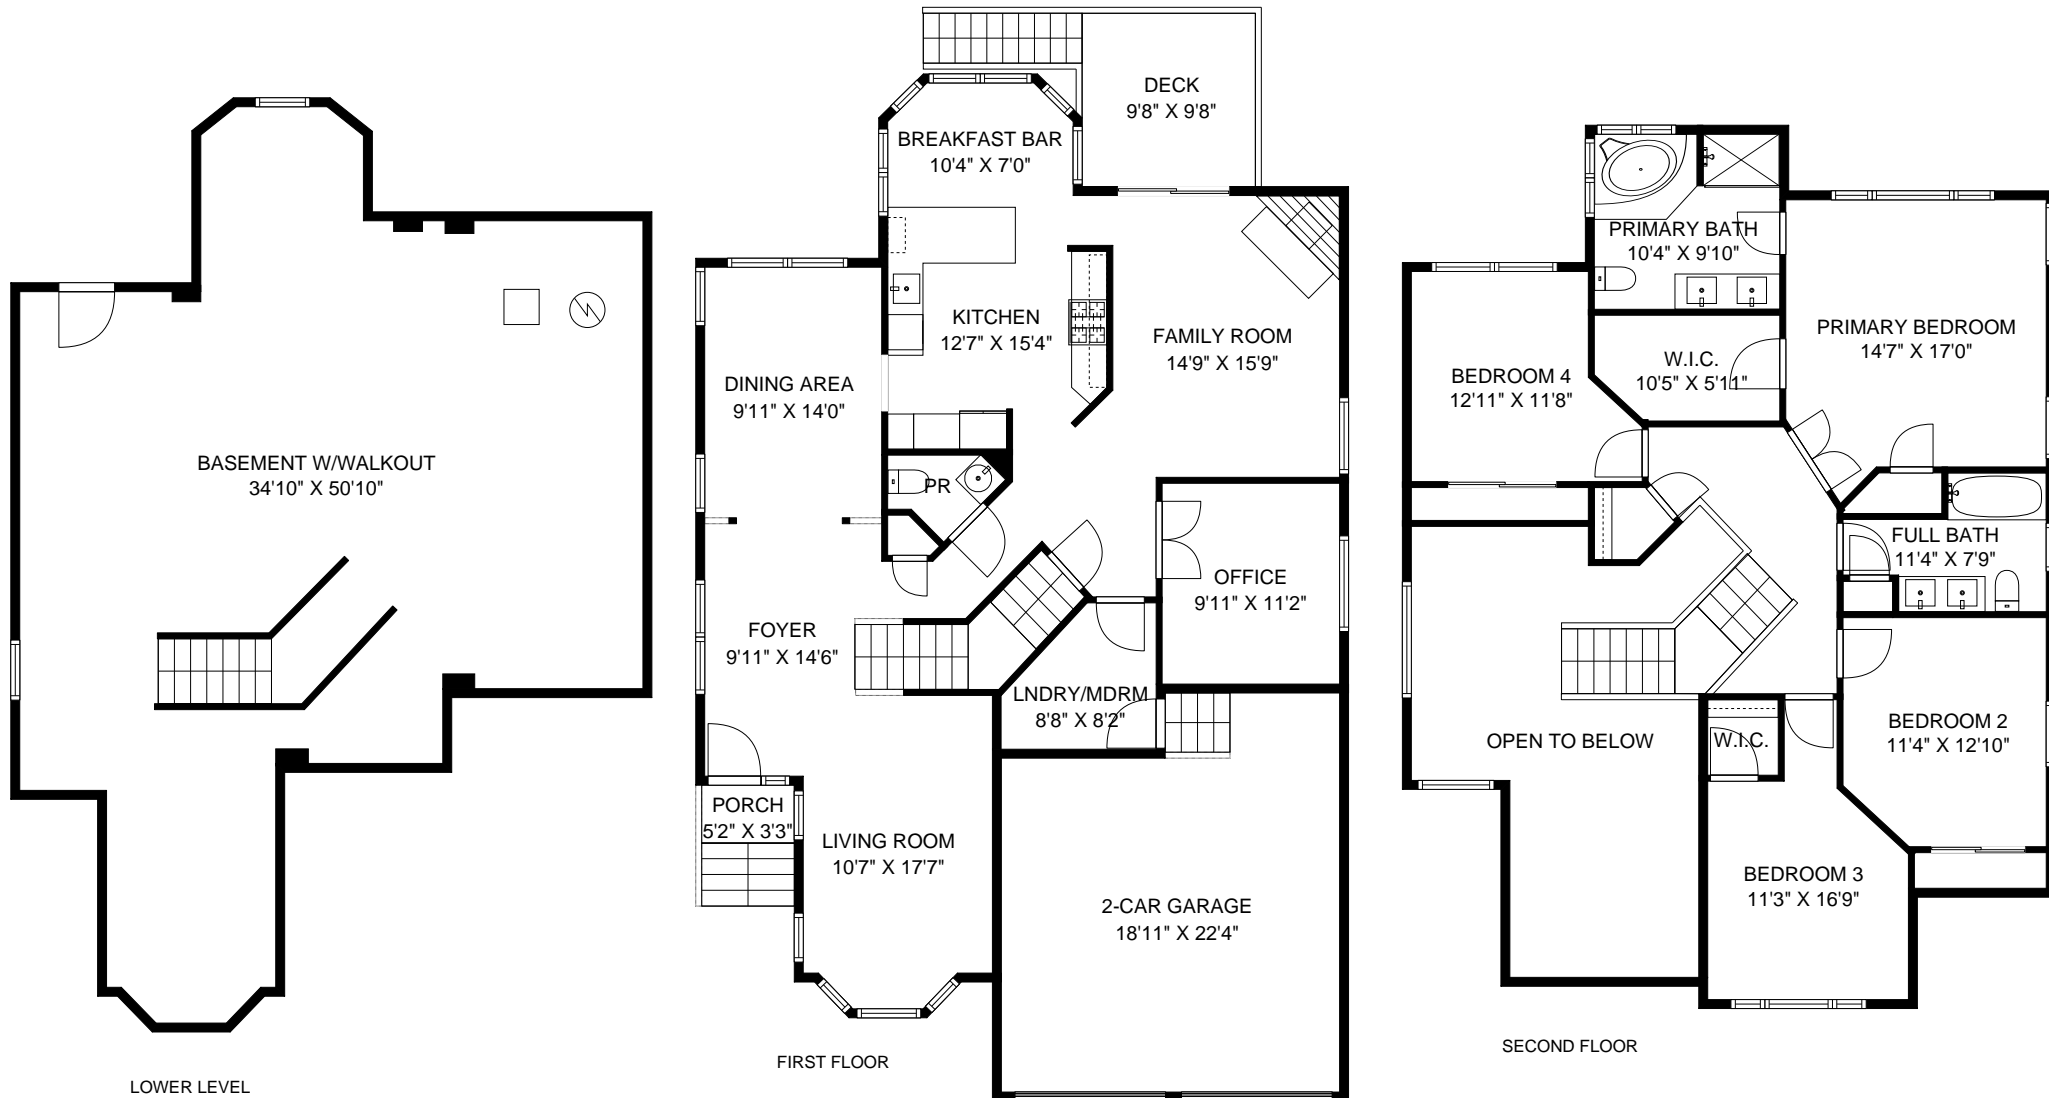 BASEMENT W/WALKOUT
34'10" X 50'10"
LOWER LEVEL
DECK
9'8" X 9'8"
BREAKFAST BAR
10'4" X 7'0"
KITCHEN
12'7" X 15'4"
FAMILY ROOM
14'9" X 15'9"
DINING AREA
9'11" X 14'0"
PR
OFFICE
9'11" X 11'2"
FOYER
9'11" X 14'6"
LNDRY/MDRM
8'8" X 8'2"
PORCH
5'2" X 3'3"
LIVING ROOM
10'7" X 17'7"
2-CAR GARAGE
18'11" X 22'4"
FIRST FLOOR
PRIMARY BATH
10'4" X 9'10"
PRIMARY BEDROOM
14'7" X 17'0"
W.I.C.
10'5" X 5'11"
BEDROOM 4
12'11" X 11'8"
FULL BATH
11'4" X 7'9"
OPEN TO BELOW
W.I.C.
BEDROOM 2
11'4" X 12'10"
BEDROOM 3
11'3" X 16'9"
SECOND FLOOR